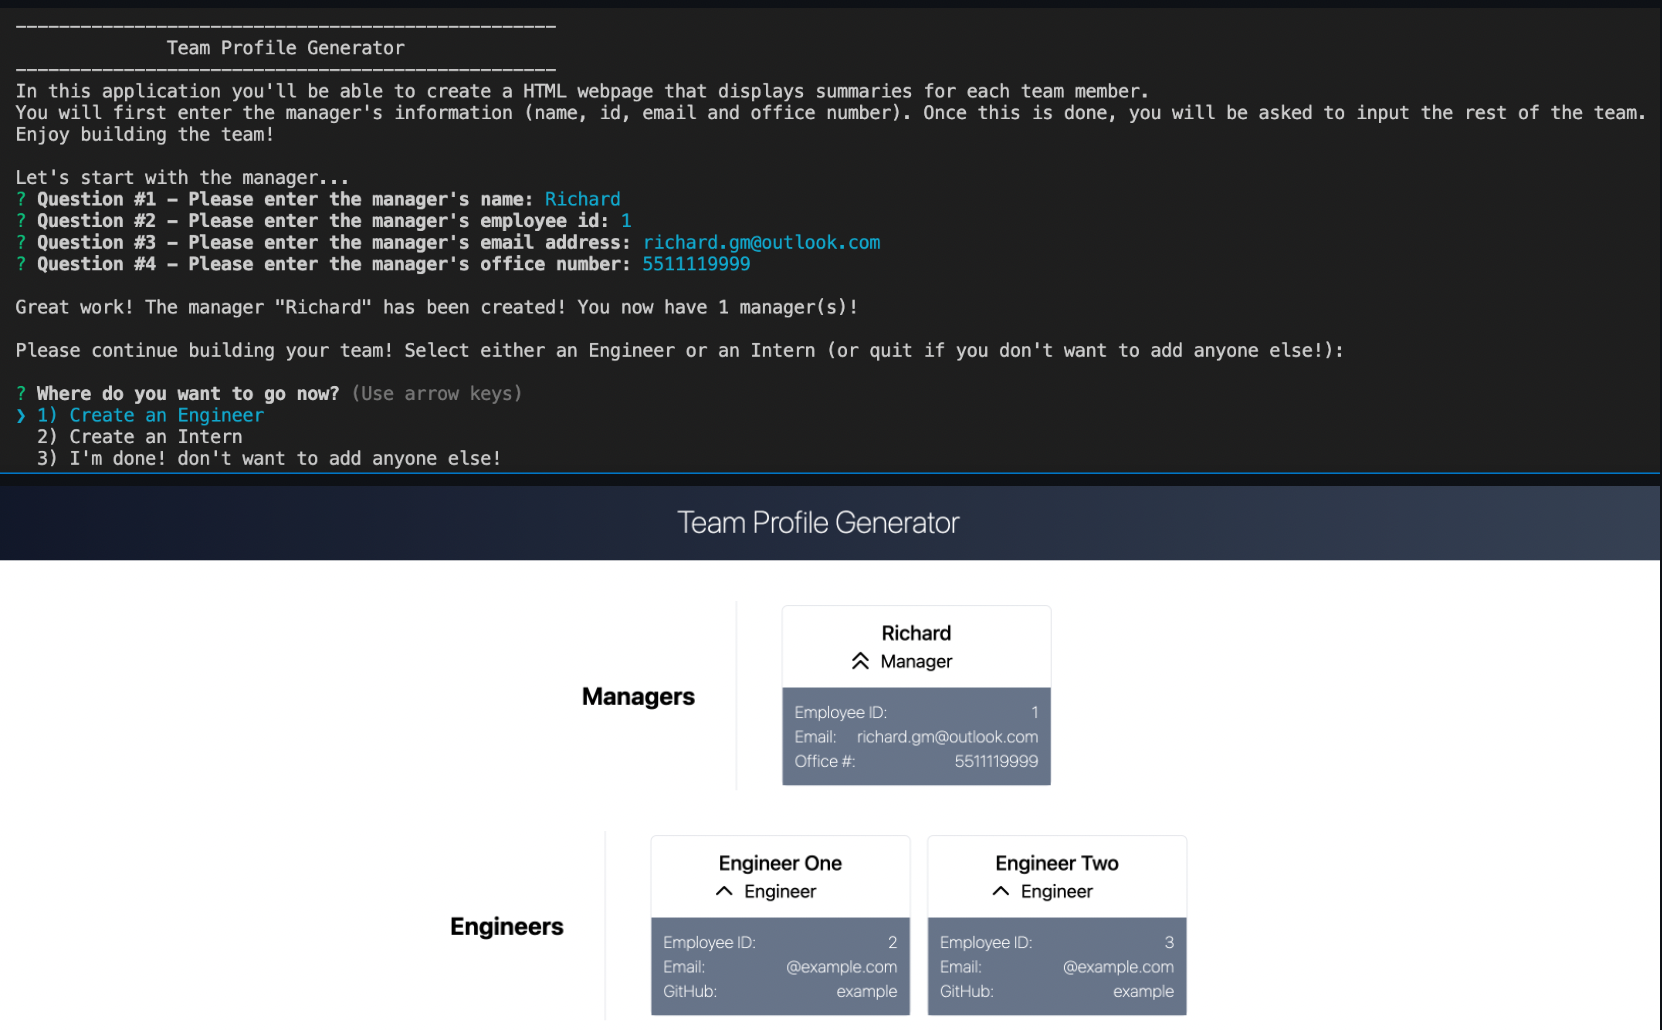 Team Profile Generator
In this application you'll be able to create a HTML webpage that displays summaries for each team member.
You will first enter the manager's information (name, id, email and office number). Once this is done, you will be asked to input the rest of the team.
Enjoy building the team!
Let's start with the manager...
? Question #1 – Please enter the manager's name: Richard
? Question #2 – Please enter the manager's employee id: 1
? Question #3 – Please enter the manager's email address: richard.gm@outlook.com
? Question #4 – Please enter the manager's office number: 5511119999
Great work! The manager "Richard" has been created! You now have 1 manager(s)!
Please continue building your team! Select either an Engineer or an Intern (or quit if you don't want to add anyone else!):
? Where do you want to go now? (Use arrow keys)
❯ 1) Create an Engineer
2) Create an Intern
3) I'm done! don't want to add anyone else!
Team Profile Generator
Managers
Richard
Manager
Employee ID: 1
Email: richard.gm@outlook.com
Office #: 5511119999
Engineers
Engineer One
Engineer
Employee ID: 2
Email: @example.com
GitHub: example
Engineer Two
Engineer
Employee ID: 3
Email: @example.com
GitHub: example